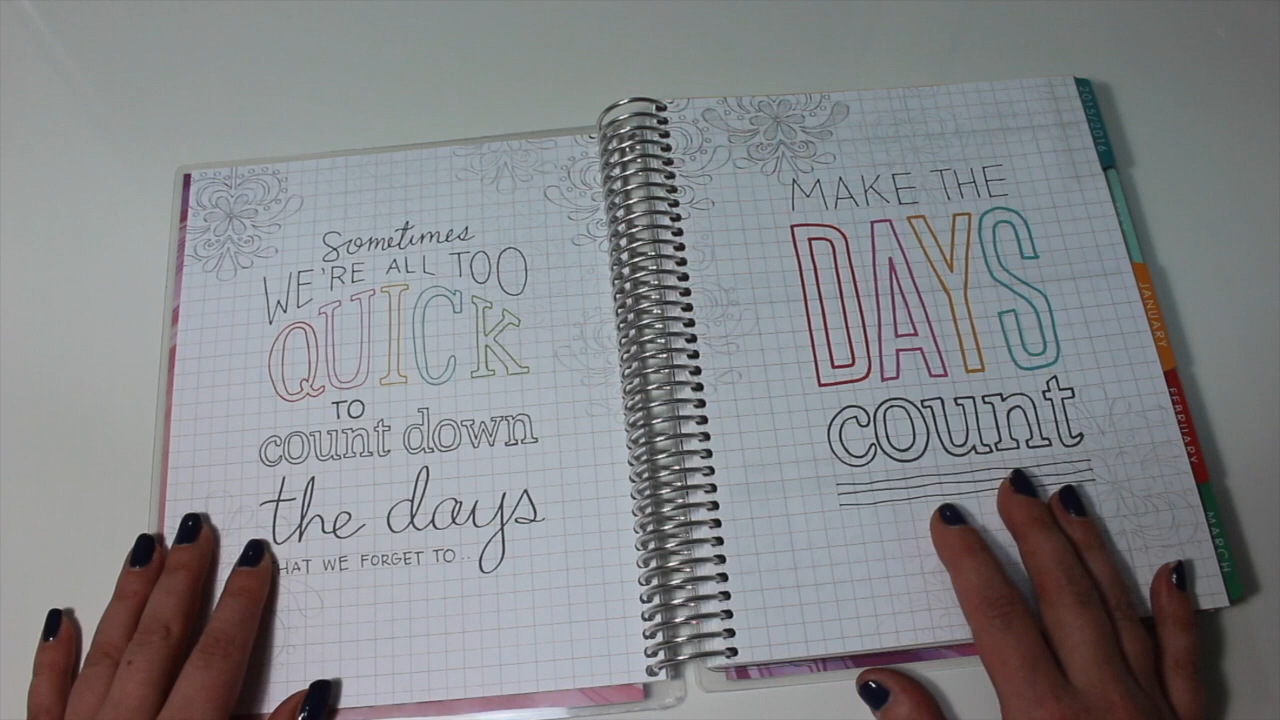 Sometimes
WE'RE ALL TOO
QUICK
TO
count down
the days
HAT WE FORGET TO..
MAKE THE
DAYS
count
2015/2016
JANUARY
FEBRUARY
MARCH